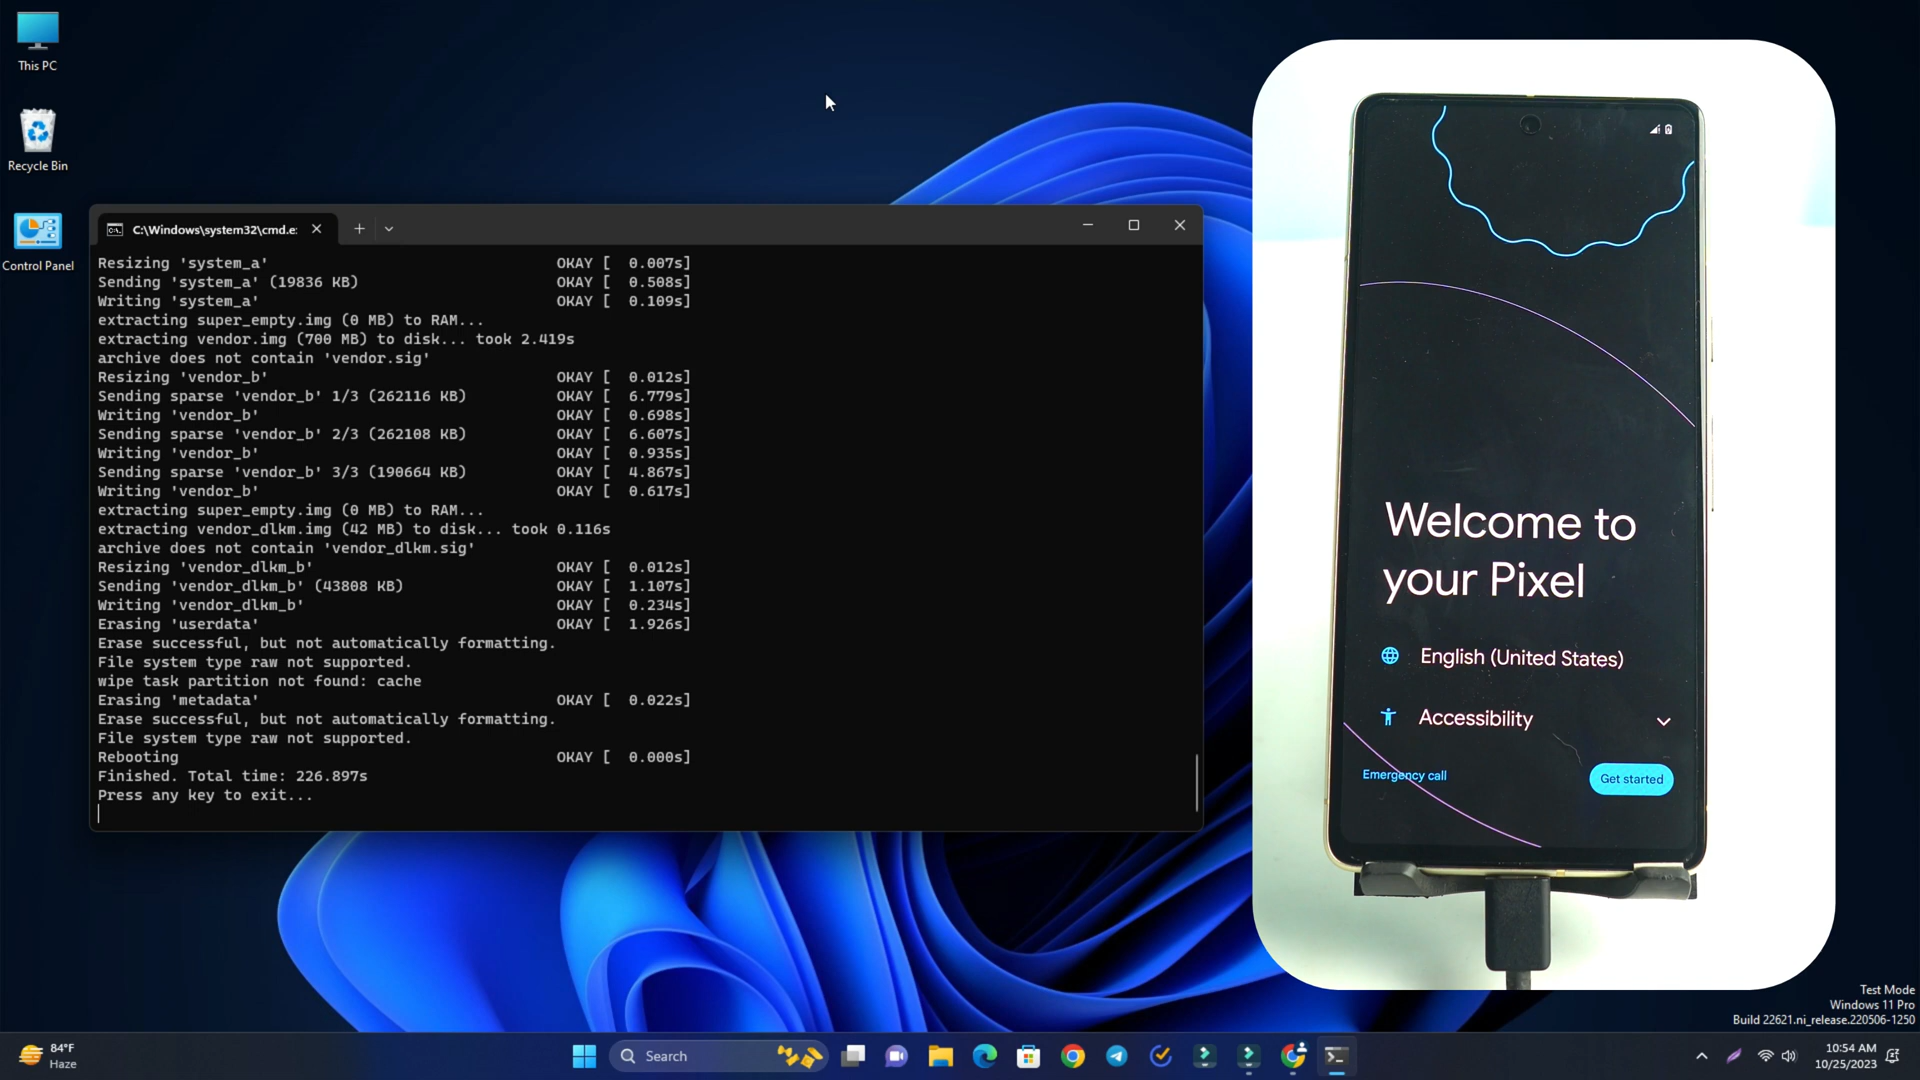 This PC
Recycle Bin
Control Panel
C:\Windows\system32\cmd.e:
Resizing 'system_a' OKAY [ 0.007s]
Sending 'system_a' (19836 KB) OKAY [ 0.508s]
Writing 'system_a' OKAY [ 0.109s]
extracting super_empty.img (0 MB) to RAM...
extracting vendor.img (700 MB) to disk... took 2.419s
archive does not contain 'vendor.sig'
Resizing 'vendor_b' OKAY [ 0.012s]
Sending sparse 'vendor_b' 1/3 (262116 KB) OKAY [ 6.779s]
Writing 'vendor_b' OKAY [ 0.698s]
Sending sparse 'vendor_b' 2/3 (262108 KB) OKAY [ 6.607s]
Writing 'vendor_b' OKAY [ 0.935s]
Sending sparse 'vendor_b' 3/3 (190664 KB) OKAY [ 4.867s]
Writing 'vendor_b' OKAY [ 0.617s]
extracting super_empty.img (0 MB) to RAM...
extracting vendor_dlkm.img (42 MB) to disk... took 0.116s
archive does not contain 'vendor_dlkm.sig'
Resizing 'vendor_dlkm_b' OKAY [ 0.012s]
Sending 'vendor_dlkm_b' (43808 KB) OKAY [ 1.107s]
Writing 'vendor_dlkm_b' OKAY [ 0.234s]
Erasing 'userdata' OKAY [ 1.926s]
Erase successful, but not automatically formatting.
File system type raw not supported.
wipe task partition not found: cache
Erasing 'metadata' OKAY [ 0.022s]
Erase successful, but not automatically formatting.
File system type raw not supported.
Rebooting OKAY [ 0.000s]
Finished. Total time: 226.897s
Press any key to exit...
Welcome to
your Pixel
English (United States)
Accessibility
Emergency call
Get started
Test Mode
Windows 11 Pro
Build 22621.ni_release.220506-1250
84°F
Haze
Search
10:54 AM
10/25/2023